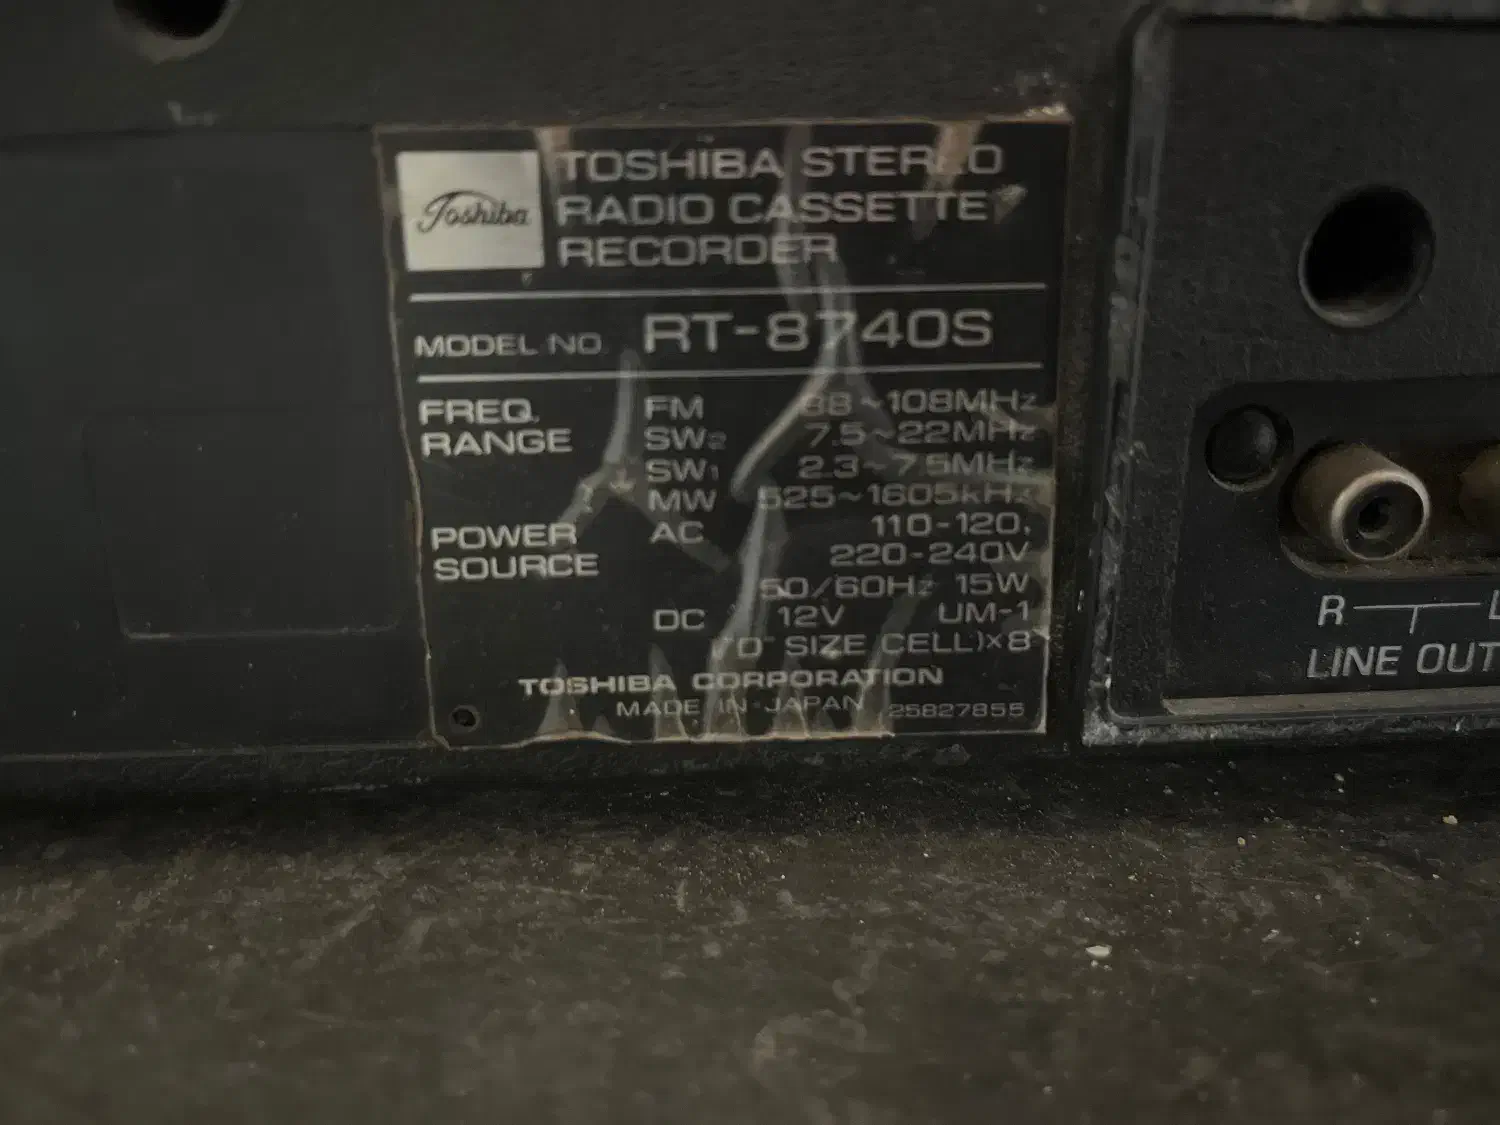 Toshiba
TOSHIBA STEREO
RADIO CASSETTE
RECORDER
MODEL NO. RT-8740S
FREQ. RANGE
FM 88~108MHz
SW2 7.5~22MHz
SW1 2.3~7.5MHz
MW 525~1605kHz
POWER SOURCE
AC 110-120,
220-240V
50/60Hz 15W
DC 12V UM-1
("D" SIZE CELL)×8
TOSHIBA CORPORATION
MADE IN JAPAN 25827855
R L
LINE OUT